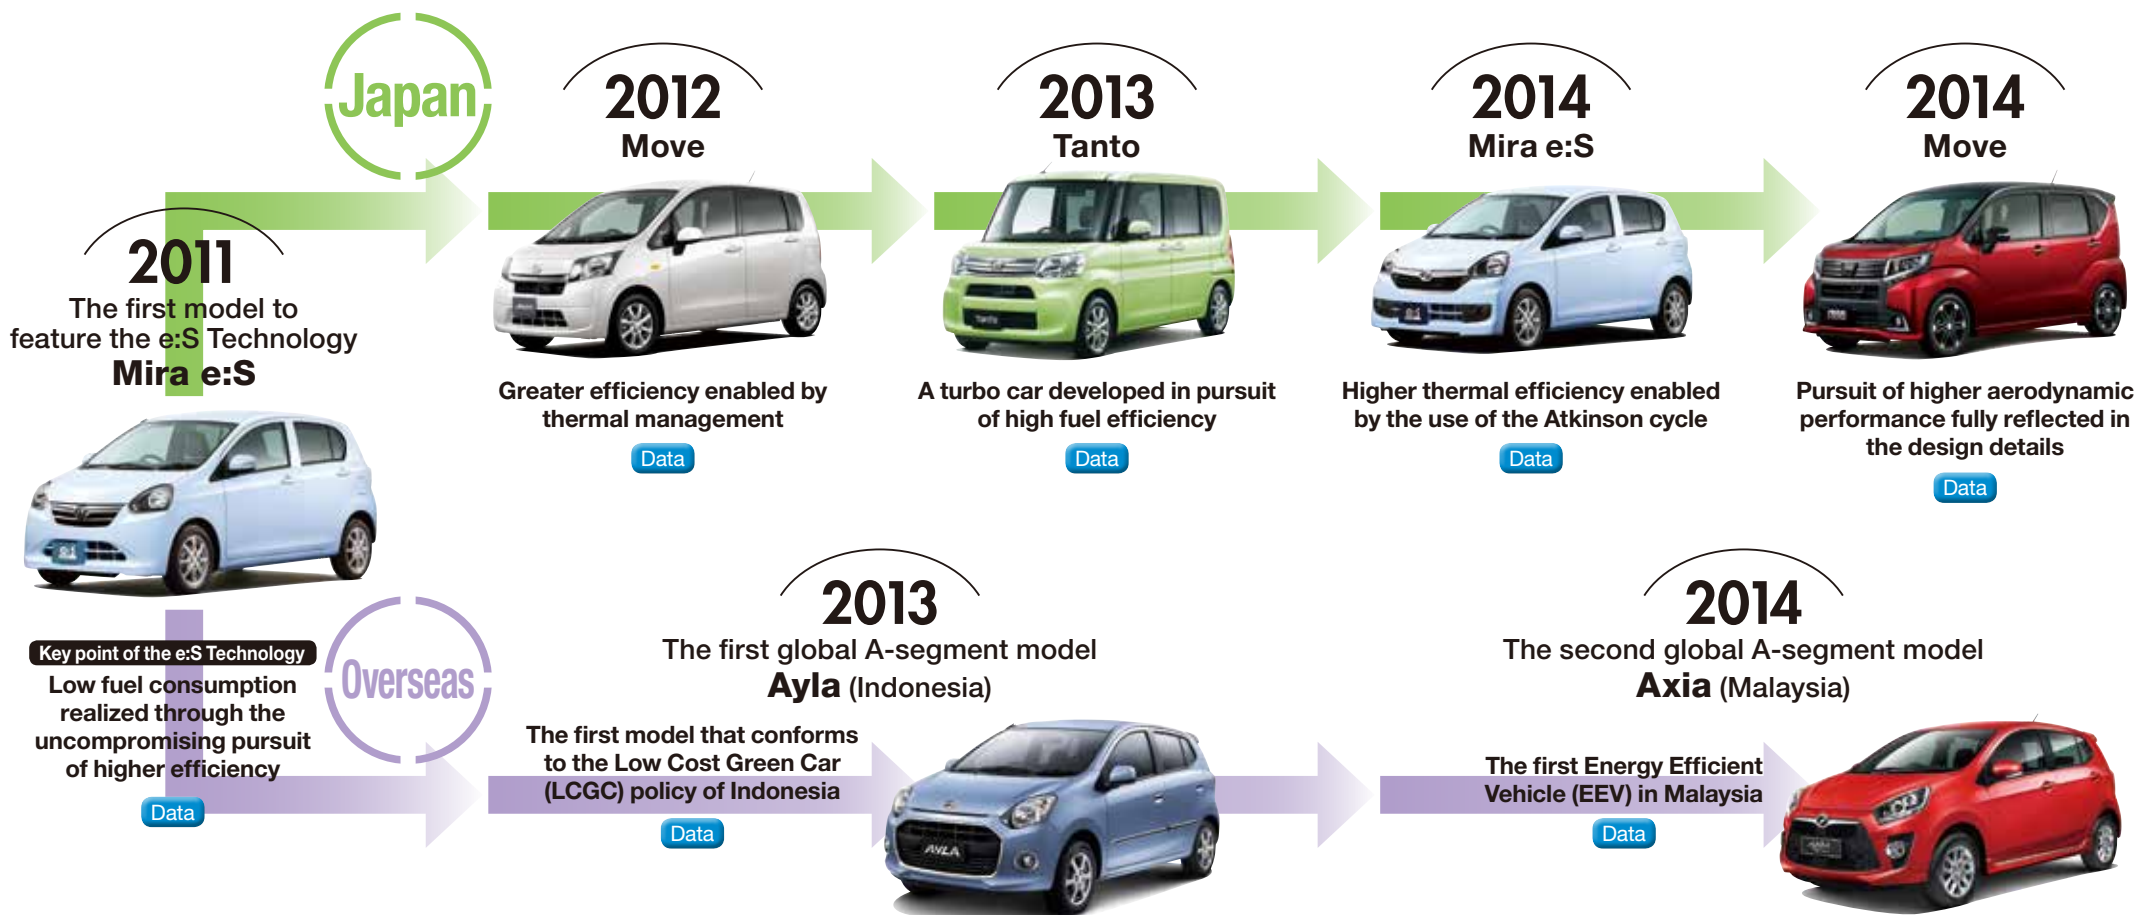 Japan
2012
Move
2013
Tanto
2014
Mira e:S
2014
Move
2011
The first model to
feature the e:S Technology
Mira e:S
Greater efficiency enabled by
thermal management
Data
A turbo car developed in pursuit
of high fuel efficiency
Data
Higher thermal efficiency enabled
by the use of the Atkinson cycle
Data
Pursuit of higher aerodynamic
performance fully reflected in
the design details
Data
Key point of the e:S Technology
Low fuel consumption
realized through the
uncompromising pursuit
of higher efficiency
Data
Overseas
2013
The first global A-segment model
Ayla (Indonesia)
The first model that conforms
to the Low Cost Green Car
(LCGC) policy of Indonesia
Data
AYLA
2014
The second global A-segment model
Axia (Malaysia)
The first Energy Efficient
Vehicle (EEV) in Malaysia
Data